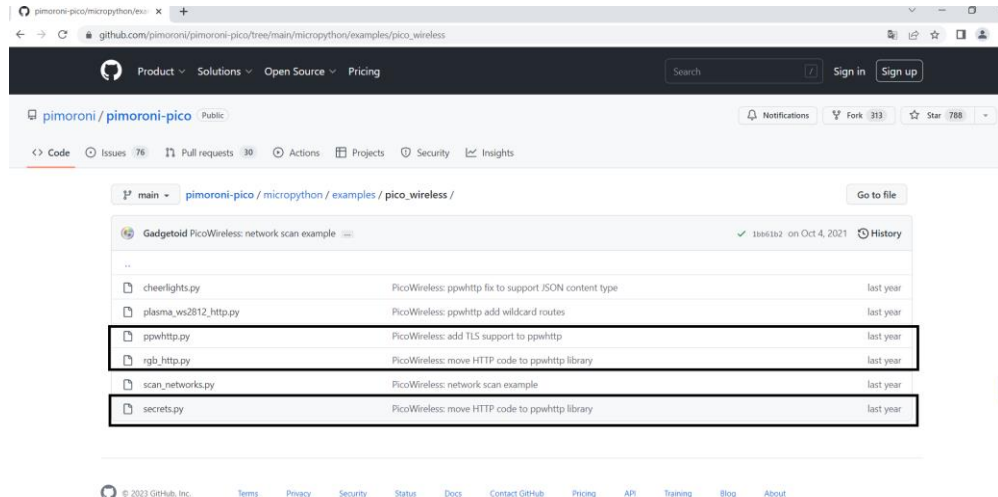 pimoroni-pico/micropython/exa
github.com/pimoroni/pimoroni-pico/tree/main/micropython/examples/pico_wireless
Product Solutions Open Source Pricing Search / Sign in Sign up
pimoroni / pimoroni-pico Public Notifications Fork 313 Star 788
<> Code Issues 76 Pull requests 30 Actions Projects Security Insights
main pimoroni-pico / micropython / examples / pico_wireless / Go to file
Gadgetoid PicoWireless: network scan example ... 1bb61b2 on Oct 4, 2021 History
..
cheerlights.py PicoWireless: ppwhttp fix to support JSON content type last year
plasma_ws2812_http.py PicoWireless: ppwhttp add wildcard routes last year
ppwhttp.py PicoWireless: add TLS support to ppwhttp last year
rgb_http.py PicoWireless: move HTTP code to ppwhttp library last year
scan_networks.py PicoWireless: network scan example last year
secrets.py PicoWireless: move HTTP code to ppwhttp library last year
© 2023 GitHub, Inc. Terms Privacy Security Status Docs Contact GitHub Pricing API Training Blog About